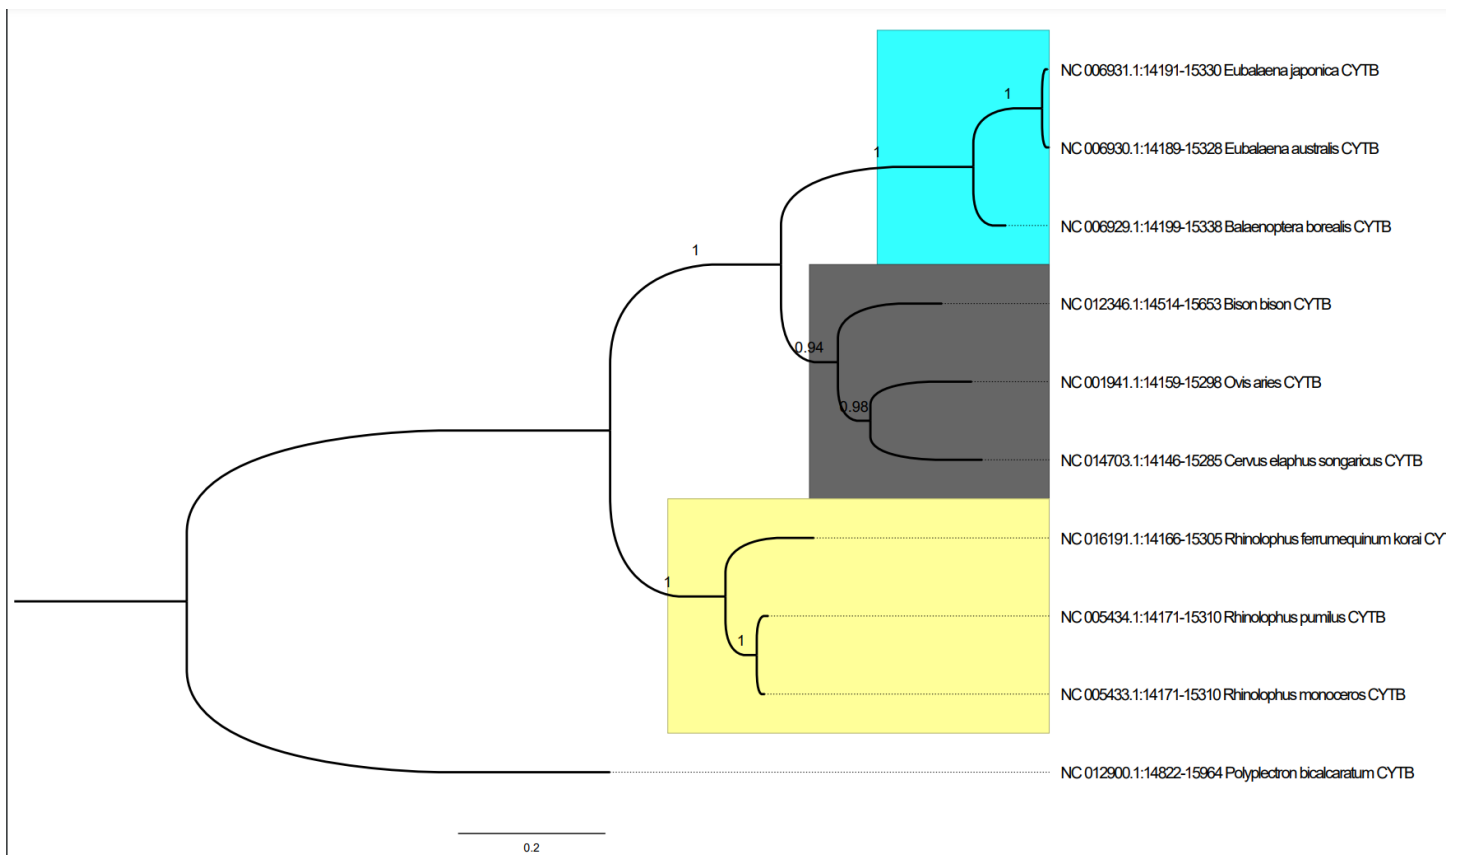 NC 006931.1:14191-15330 Eubalaena japonica CYTB
1
NC 006930.1:14189-15328 Eubalaena australis CYTB
1
NC 006929.1:14199-15338 Balaenoptera borealis CYTB
1
NC 012346.1:14514-15653 Bison bison CYTB
0.94
NC 001941.1:14159-15298 Ovis aries CYTB
0.98
NC 014703.1:14146-15285 Cervus elaphus songaricus CYTB
NC 016191.1:14166-15305 Rhinolophus ferrumequinum korai CY
1
NC 005434.1:14171-15310 Rhinolophus pumilus CYTB
1
NC 005433.1:14171-15310 Rhinolophus monoceros CYTB
NC 012900.1:14822-15964 Polyplectron bicalcaratum CYTB
0.2